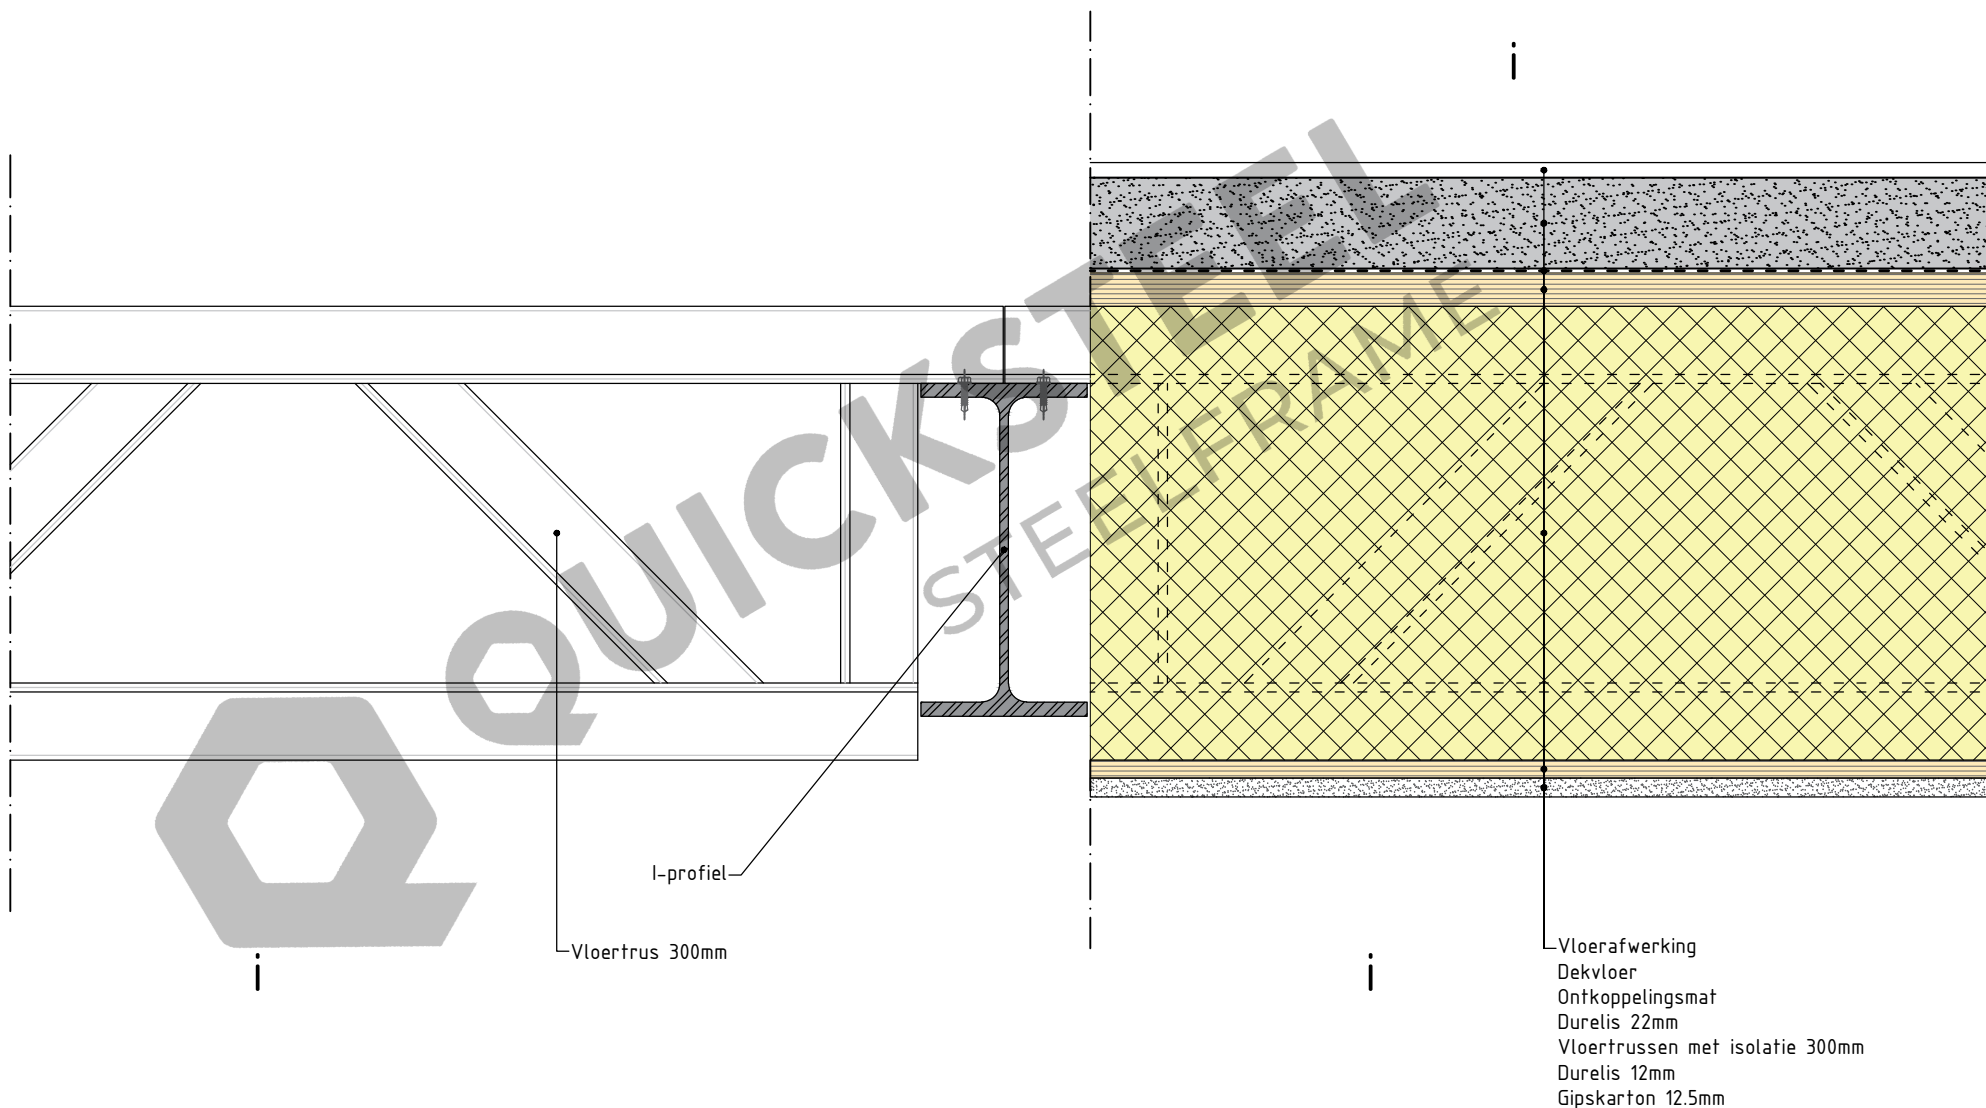 i
QUICKSTEEL
STEELFRAME
I-profiel
Vloertrus 300mm
i
i
Vloerafwerking
Dekvloer
Ontkoppelingsmat
Durelis 22mm
Vloertrussen met isolatie 300mm
Durelis 12mm
Gipskarton 12.5mm